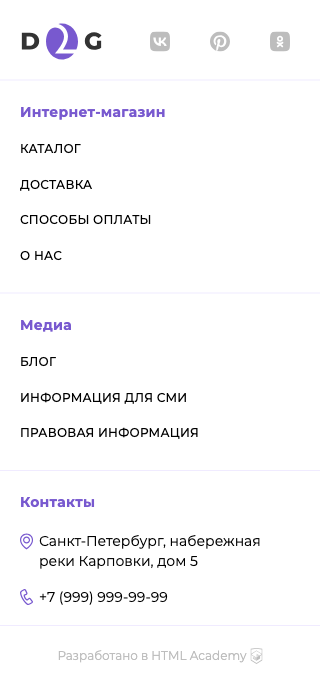 D2G
Интернет-магазин
КАТАЛОГ
ДОСТАВКА
СПОСОБЫ ОПЛАТЫ
О НАС
Медиа
БЛОГ
ИНФОРМАЦИЯ ДЛЯ СМИ
ПРАВОВАЯ ИНФОРМАЦИЯ
Контакты
Санкт-Петербург, набережная
реки Карповки, дом 5
+7 (999) 999-99-99
Разработано в HTML Academy